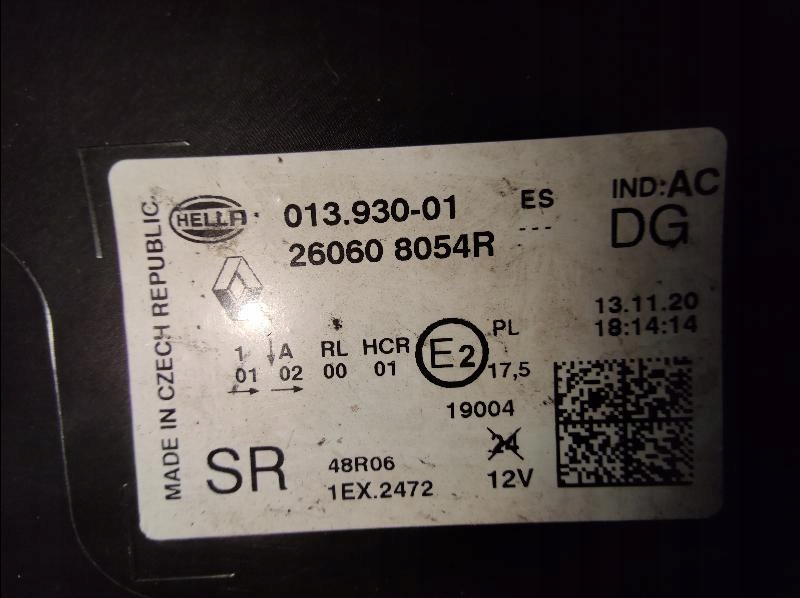 MADE IN CZECH REPUBLIC
HELLA
013.930-01
ES
IND:AC
26060 8054R
---
DG
13.11.20
18:14:14
1 A RL HCR E2 PL
01 02 00 01 17,5
19004
SR
48R06
24
1EX.2472
12V